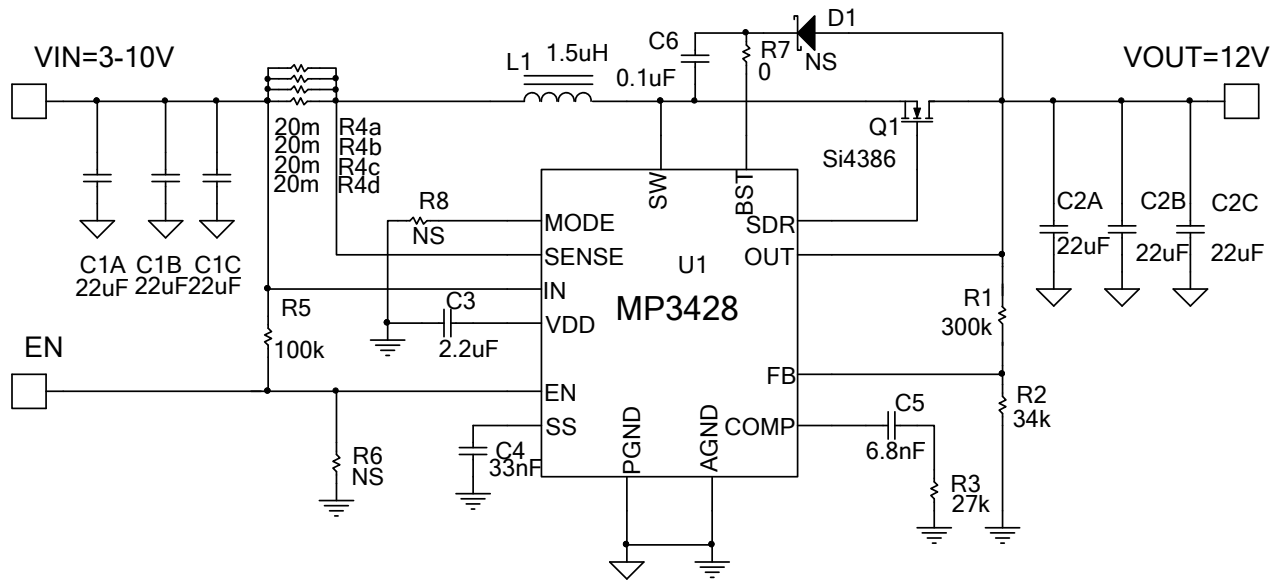 VIN=3-10V
L1
1.5uH
C6
0.1uF
R7
0
D1
NS
VOUT=12V
Q1
Si4386
20m R4a
20m R4b
20m R4c
20m R4d
C1A
22uF
C1B
22uF
C1C
22uF
R8
NS
SW
BST
MODE
SDR
SENSE
OUT
U1
MP3428
IN
VDD
C3
2.2uF
C2A
22uF
C2B
22uF
C2C
22uF
R5
100k
R1
300k
EN
EN
FB
R2
34k
SS
COMP
C4
33nF
C5
6.8nF
R6
NS
PGND
AGND
R3
27k